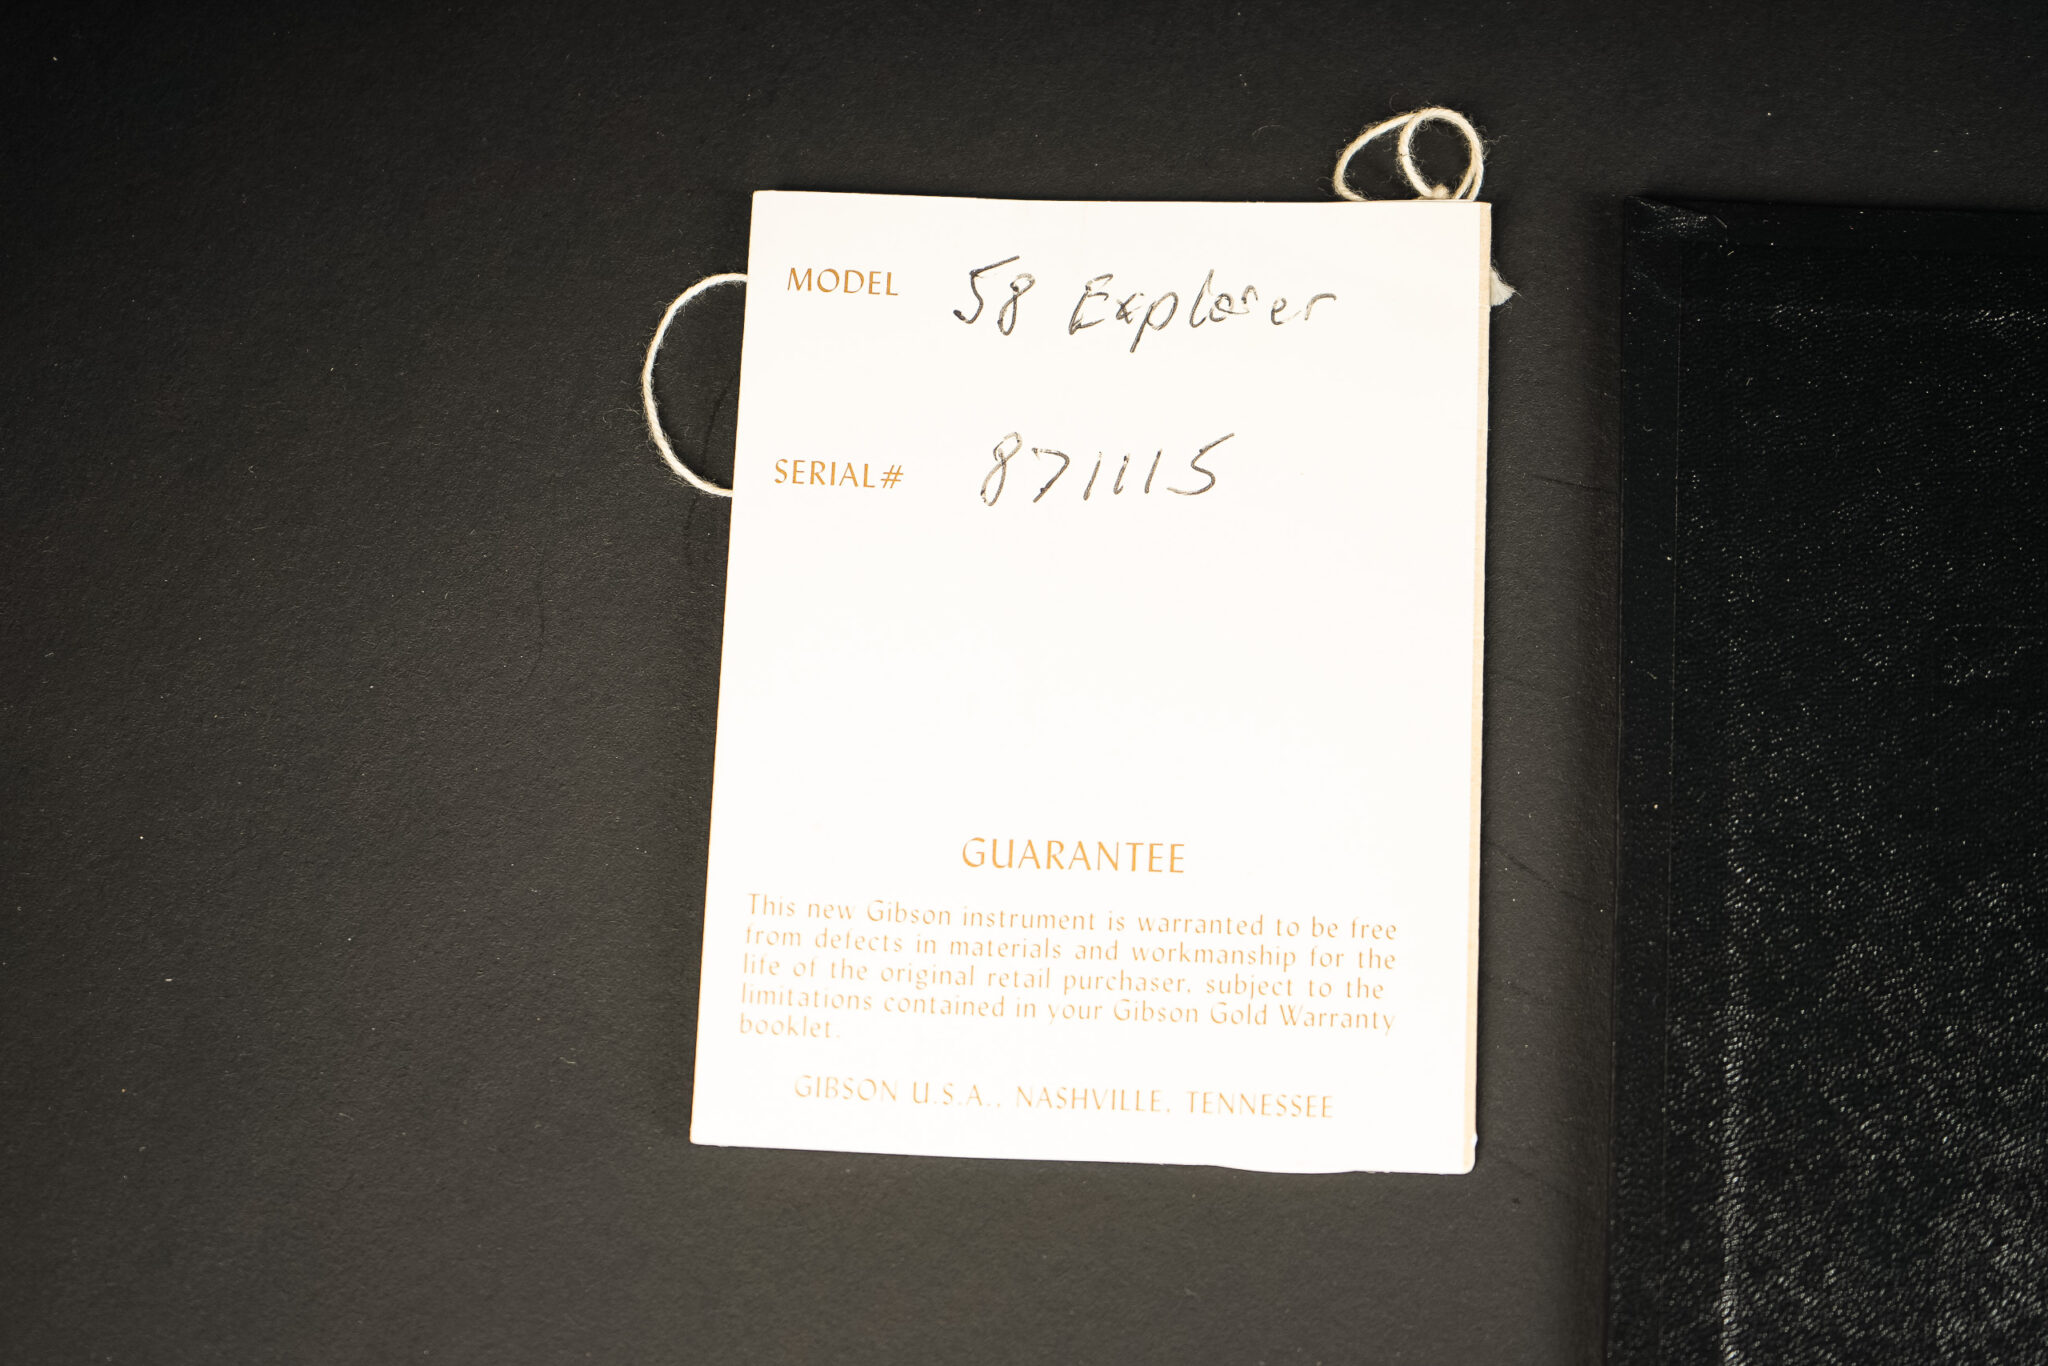 MODEL 58 Explorer
SERIAL# 871115
GUARANTEE
This new Gibson instrument is warranted to be free
from defects in materials and workmanship for the
life of the original retail purchaser, subject to the
limitations contained in your Gibson Gold Warranty
booklet.
GIBSON U.S.A., NASHVILLE, TENNESSEE